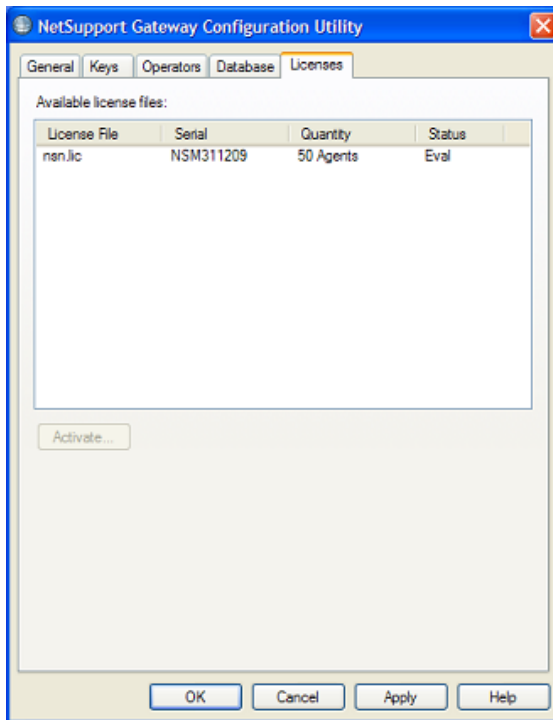 NetSupport Gateway Configuration Utility
General Keys Operators Database Licenses
Available license files:
License File Serial Quantity Status
nsn.lic NSM311209 50 Agents Eval
Activate...
OK Cancel Apply Help